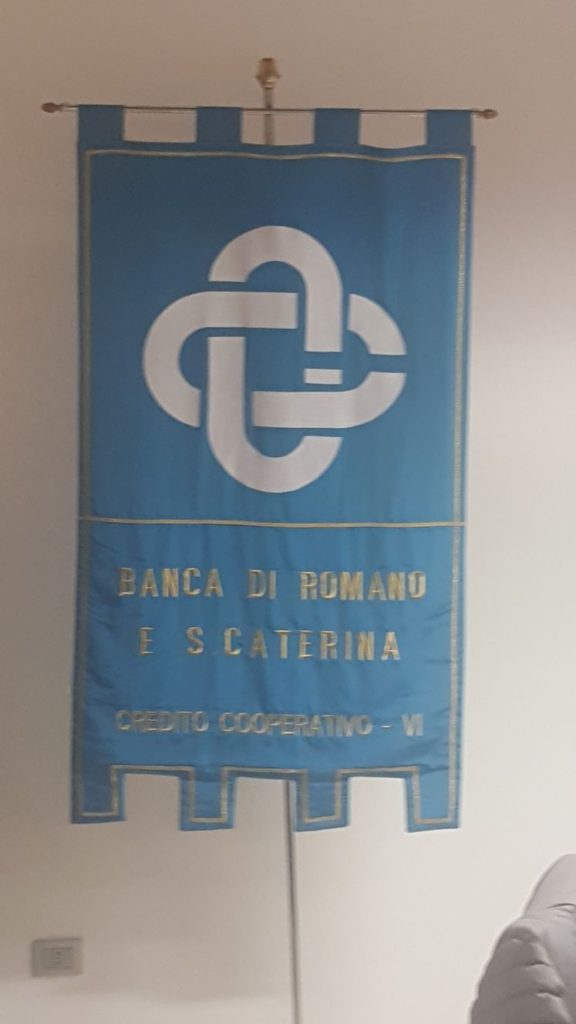 BANCA DI ROMANO
E S. CATERINA
CREDITO COOPERATIVO - VI